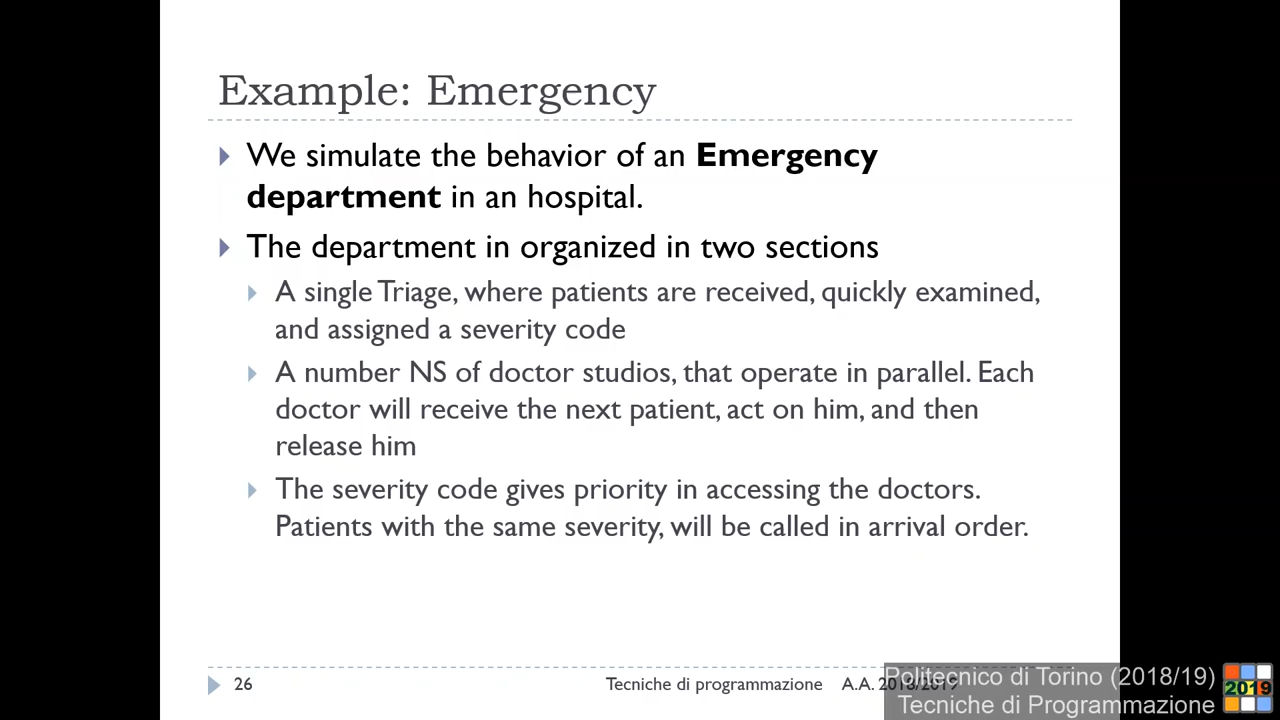 Example: Emergency
We simulate the behavior of an Emergency
department in an hospital.
The department in organized in two sections
A single Triage, where patients are received, quickly examined,
and assigned a severity code
A number NS of doctor studios, that operate in parallel. Each
doctor will receive the next patient, act on him, and then
release him
The severity code gives priority in accessing the doctors.
Patients with the same severity, will be called in arrival order.
26
Tecniche di programmazione A.A. 2018/2019
Politecnico di Torino (2018/19)
Tecniche di Programmazione
2019